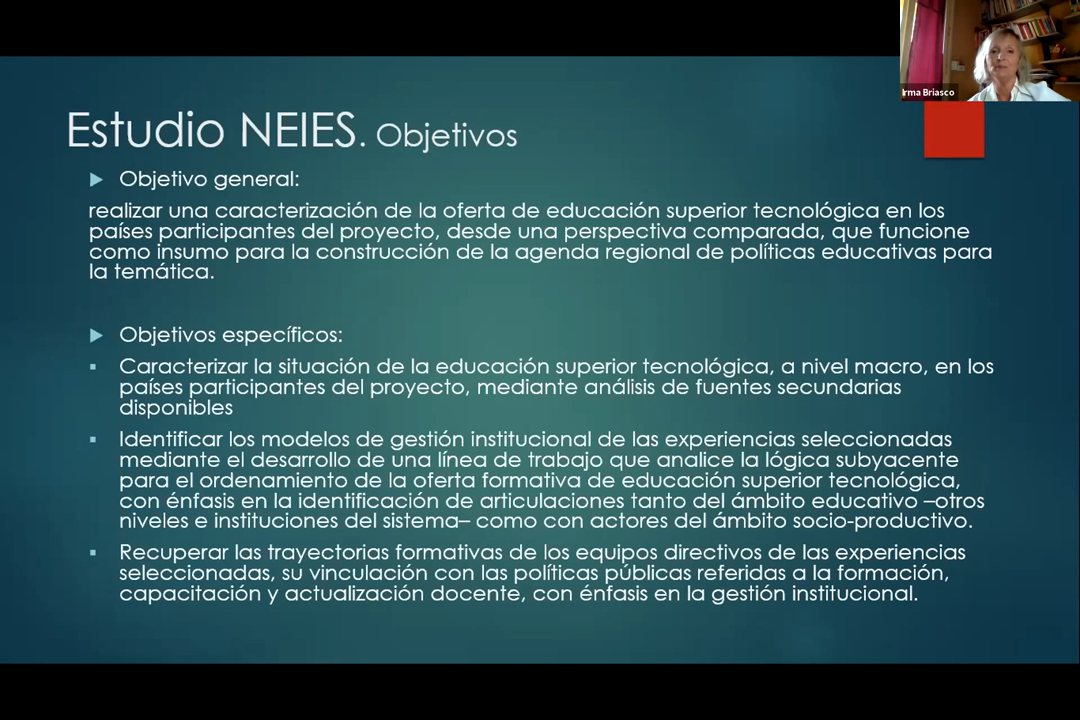 Irma Briasco
Estudio NEIES. Objetivos
Objetivo general:
realizar una caracterización de la oferta de educación superior tecnológica en los
países participantes del proyecto, desde una perspectiva comparada, que funcione
como insumo para la construcción de la agenda regional de políticas educativas para
la temática.
Objetivos específicos:
Caracterizar la situación de la educación superior tecnológica, a nivel macro, en los
países participantes del proyecto, mediante análisis de fuentes secundarias
disponibles
Identificar los modelos de gestión institucional de las experiencias seleccionadas
mediante el desarrollo de una línea de trabajo que analice la lógica subyacente
para el ordenamiento de la oferta formativa de educación superior tecnológica,
con énfasis en la identificación de articulaciones tanto del ámbito educativo –otros
niveles e instituciones del sistema– como con actores del ámbito socio-productivo.
Recuperar las trayectorias formativas de los equipos directivos de las experiencias
seleccionadas, su vinculación con las políticas públicas referidas a la formación,
capacitación y actualización docente, con énfasis en la gestión institucional.